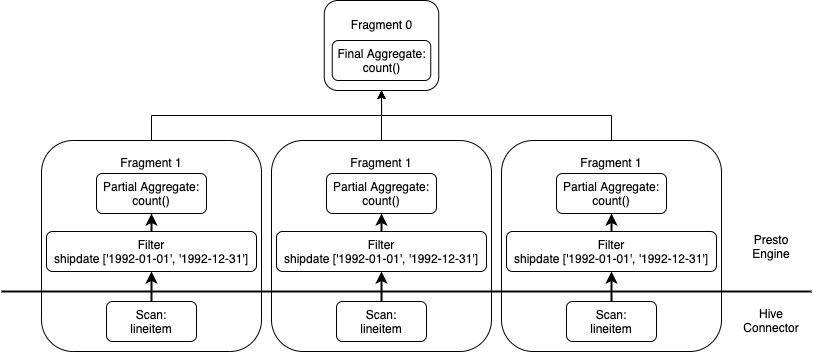 Fragment 0
Final Aggregate:
count()
Fragment 1
Partial Aggregate:
count()
Filter
shipdate ['1992-01-01', '1992-12-31']
Scan:
lineitem
Fragment 1
Partial Aggregate:
count()
Filter
shipdate ['1992-01-01', '1992-12-31']
Scan:
lineitem
Fragment 1
Partial Aggregate:
count()
Filter
shipdate ['1992-01-01', '1992-12-31']
Scan:
lineitem
Presto
Engine
Hive
Connector